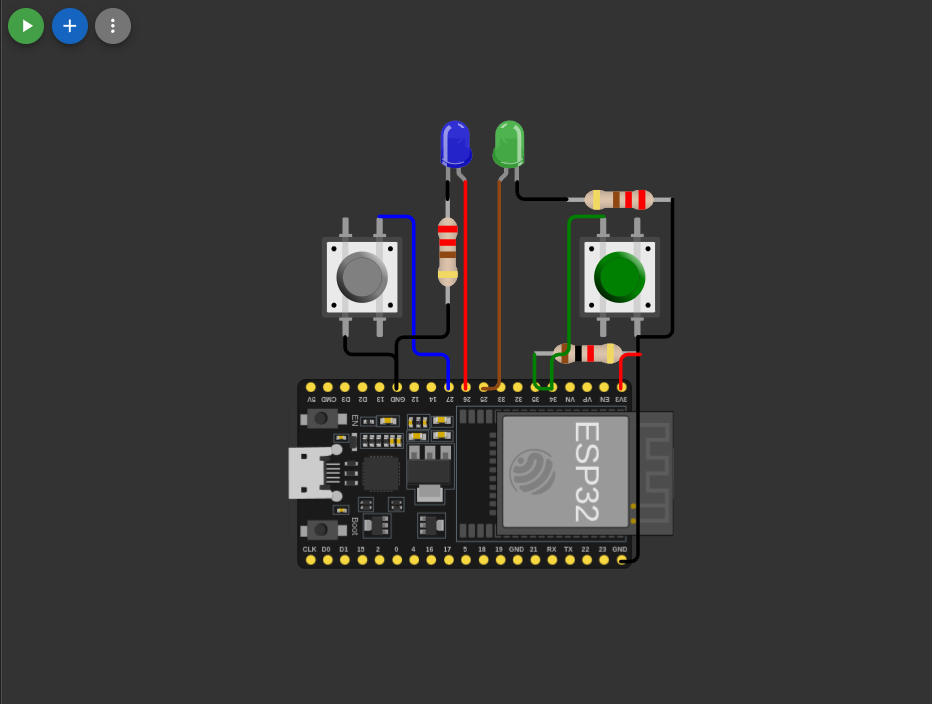 5V CMD D3 D2 13 GND 12 14 27 26 25 33 32 35 34 VN VP EN 3V3
EN
ESP32
Boot
CLK D0 D1 15 2 0 4 16 17 5 18 19 GND 21 RX TX 22 23 GND